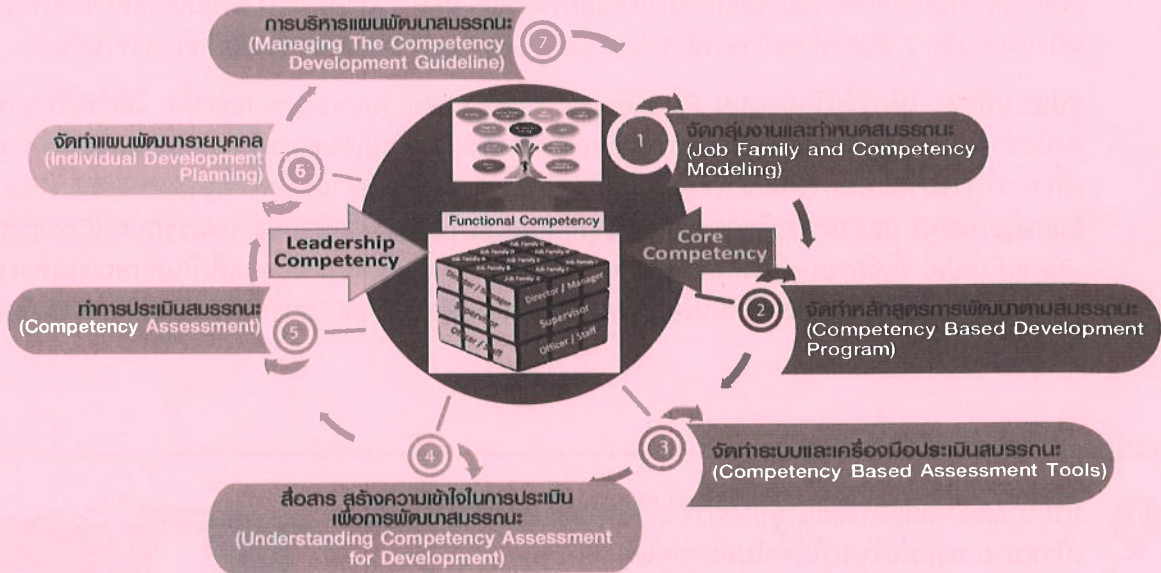 การบริหารแผนพัฒนาสมรรถนะ
(Managing The Competency
Development Guideline)
7
1
จัดกลุ่มงานและกำหนดสมรรถนะ
(Job Family and Competency
Modeling)
จัดทำแผนพัฒนารายบุคคล
(Individual Development
Planning)
6
Functional Competency
Leadership
Competency
Core
Competency
Job Family
Director / Manager
Director / Manager
Supervisor
Supervisor
Officer / Staff
Officer / Staff
2
จัดทำหลักสูตรการพัฒนาตามสมรรถนะ
(Competency Based Development
Program)
ทำการประเมินสมรรถนะ
(Competency Assessment)
5
3
จัดทำระบบและเครื่องมือประเมินสมรรถนะ
(Competency Based Assessment Tools)
4
สื่อสาร สร้างความเข้าใจในการประเมิน
เพื่อการพัฒนาสมรรถนะ
(Understanding Competency Assessment
for Development)